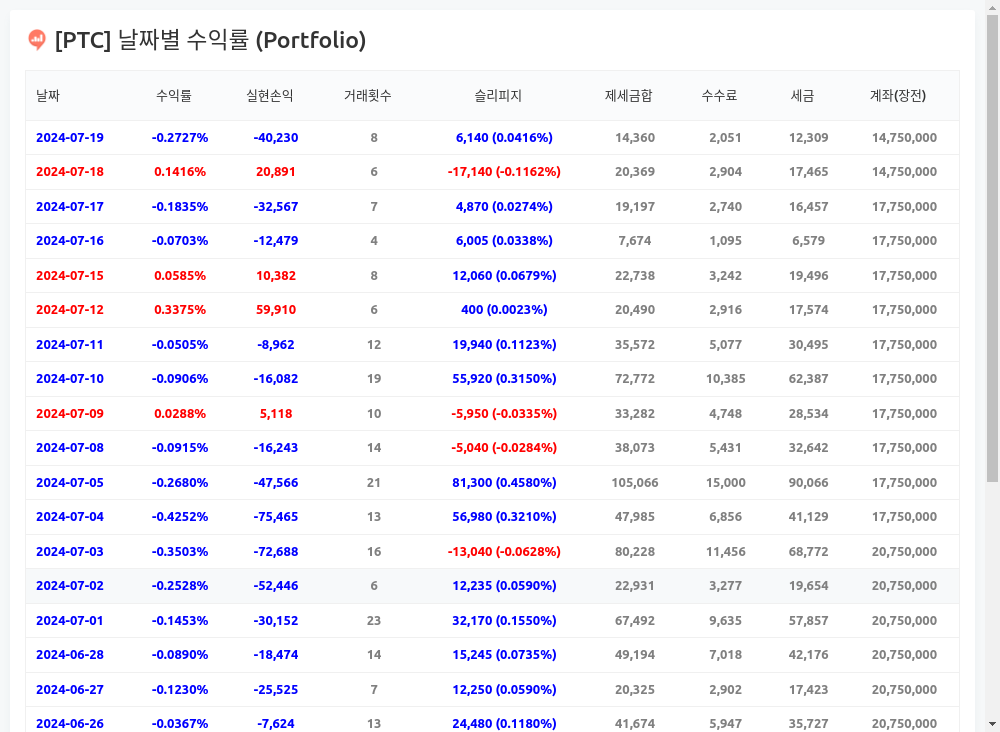 [PTC] 날짜별 수익률 (Portfolio)
날짜 수익률 실현손익 거래횟수 슬리피지 제세금합 수수료 세금 계좌(장전)
2024-07-19 -0.2727% -40,230 8 6,140 (0.0416%) 14,360 2,051 12,309 14,750,000
2024-07-18 0.1416% 20,891 6 -17,140 (-0.1162%) 20,369 2,904 17,465 14,750,000
2024-07-17 -0.1835% -32,567 7 4,870 (0.0274%) 19,197 2,740 16,457 17,750,000
2024-07-16 -0.0703% -12,479 4 6,005 (0.0338%) 7,674 1,095 6,579 17,750,000
2024-07-15 0.0585% 10,382 8 12,060 (0.0679%) 22,738 3,242 19,496 17,750,000
2024-07-12 0.3375% 59,910 6 400 (0.0023%) 20,490 2,916 17,574 17,750,000
2024-07-11 -0.0505% -8,962 12 19,940 (0.1123%) 35,572 5,077 30,495 17,750,000
2024-07-10 -0.0906% -16,082 19 55,920 (0.3150%) 72,772 10,385 62,387 17,750,000
2024-07-09 0.0288% 5,118 10 -5,950 (-0.0335%) 33,282 4,748 28,534 17,750,000
2024-07-08 -0.0915% -16,243 14 -5,040 (-0.0284%) 38,073 5,431 32,642 17,750,000
2024-07-05 -0.2680% -47,566 21 81,300 (0.4580%) 105,066 15,000 90,066 17,750,000
2024-07-04 -0.4252% -75,465 13 56,980 (0.3210%) 47,985 6,856 41,129 17,750,000
2024-07-03 -0.3503% -72,688 16 -13,040 (-0.0628%) 80,228 11,456 68,772 20,750,000
2024-07-02 -0.2528% -52,446 6 12,235 (0.0590%) 22,931 3,277 19,654 20,750,000
2024-07-01 -0.1453% -30,152 23 32,170 (0.1550%) 67,492 9,635 57,857 20,750,000
2024-06-28 -0.0890% -18,474 14 15,245 (0.0735%) 49,194 7,018 42,176 20,750,000
2024-06-27 -0.1230% -25,525 7 12,250 (0.0590%) 20,325 2,902 17,423 20,750,000
2024-06-26 -0.0367% -7,624 13 24,480 (0.1180%) 41,674 5,947 35,727 20,750,000